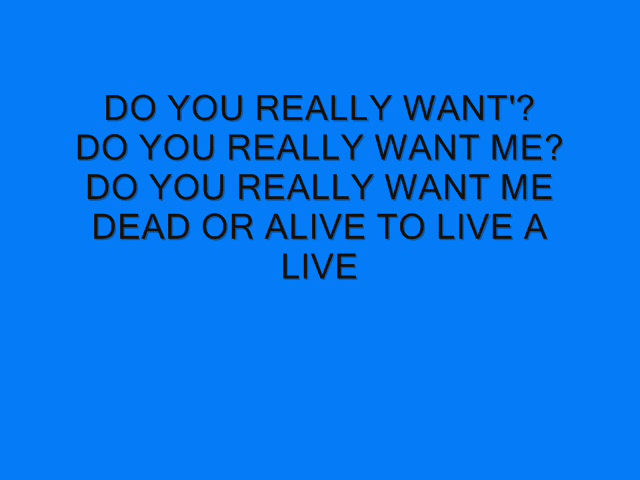 DO YOU REALLY WANT'?
DO YOU REALLY WANT ME?
DO YOU REALLY WANT ME
DEAD OR ALIVE TO LIVE A
LIVE